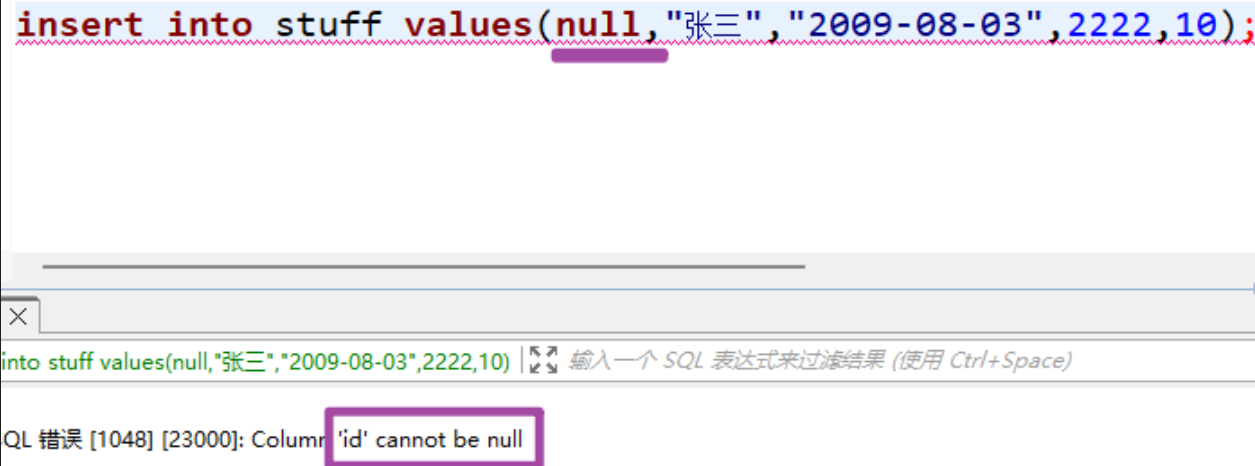 insert into stuff values(null,"张三","2009-08-03",2222,10);
into stuff values(null,"张三","2009-08-03",2222,10) 输入一个 SQL 表达式来过滤结果 (使用 Ctrl+Space)
QL 错误 [1048] [23000]: Column 'id' cannot be null